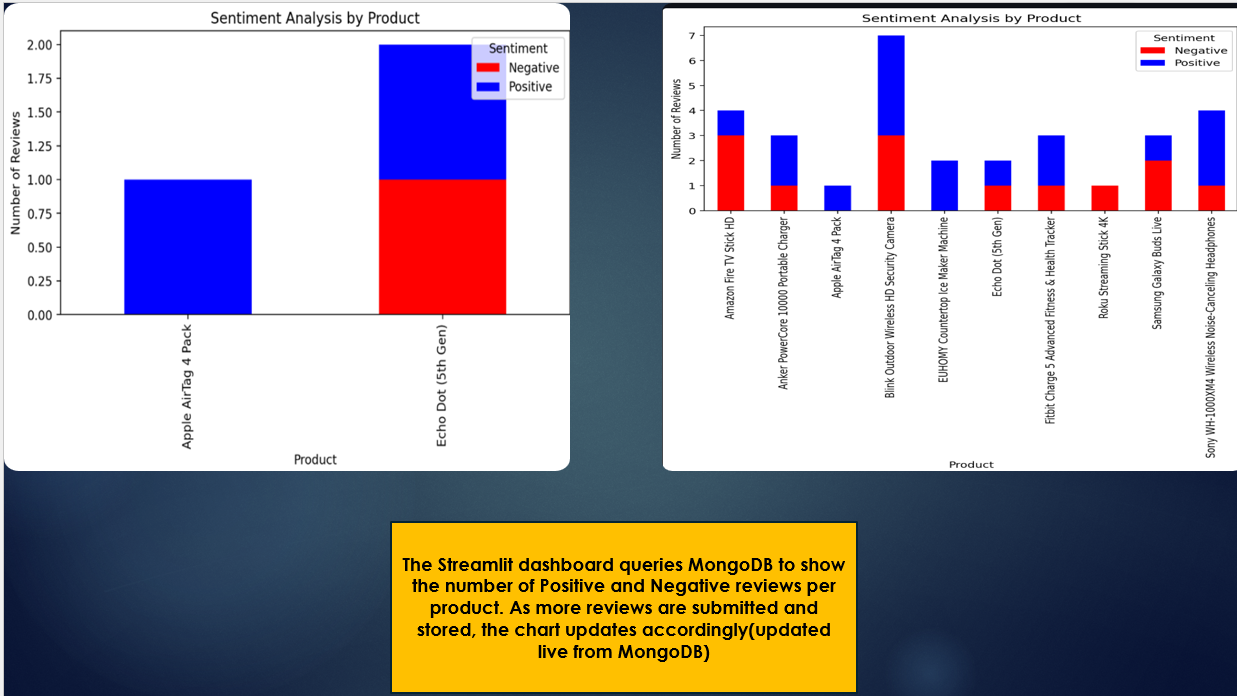 Sentiment Analysis by Product
Sentiment
Negative
Positive
2.00
1.75
1.50
1.25
1.00
0.75
0.50
0.25
0.00
Number of Reviews
Apple AirTag 4 Pack
Echo Dot (5th Gen)
Product
Sentiment Analysis by Product
Sentiment
Negative
Positive
7
6
5
4
3
2
1
0
Number of Reviews
Amazon Fire TV Stick HD
Anker PowerCore 10000 Portable Charger
Apple AirTag 4 Pack
Blink Outdoor Wireless HD Security Camera
EUHOMY Countertop Ice Maker Machine
Echo Dot (5th Gen)
Fitbit Charge 5 Advanced Fitness & Health Tracker
Roku Streaming Stick 4K
Samsung Galaxy Buds Live
Sony WH-1000XM4 Wireless Noise-Canceling Headphones
Product
The Streamlit dashboard queries MongoDB to show
the number of Positive and Negative reviews per
product. As more reviews are submitted and
stored, the chart updates accordingly(updated
live from MongoDB)